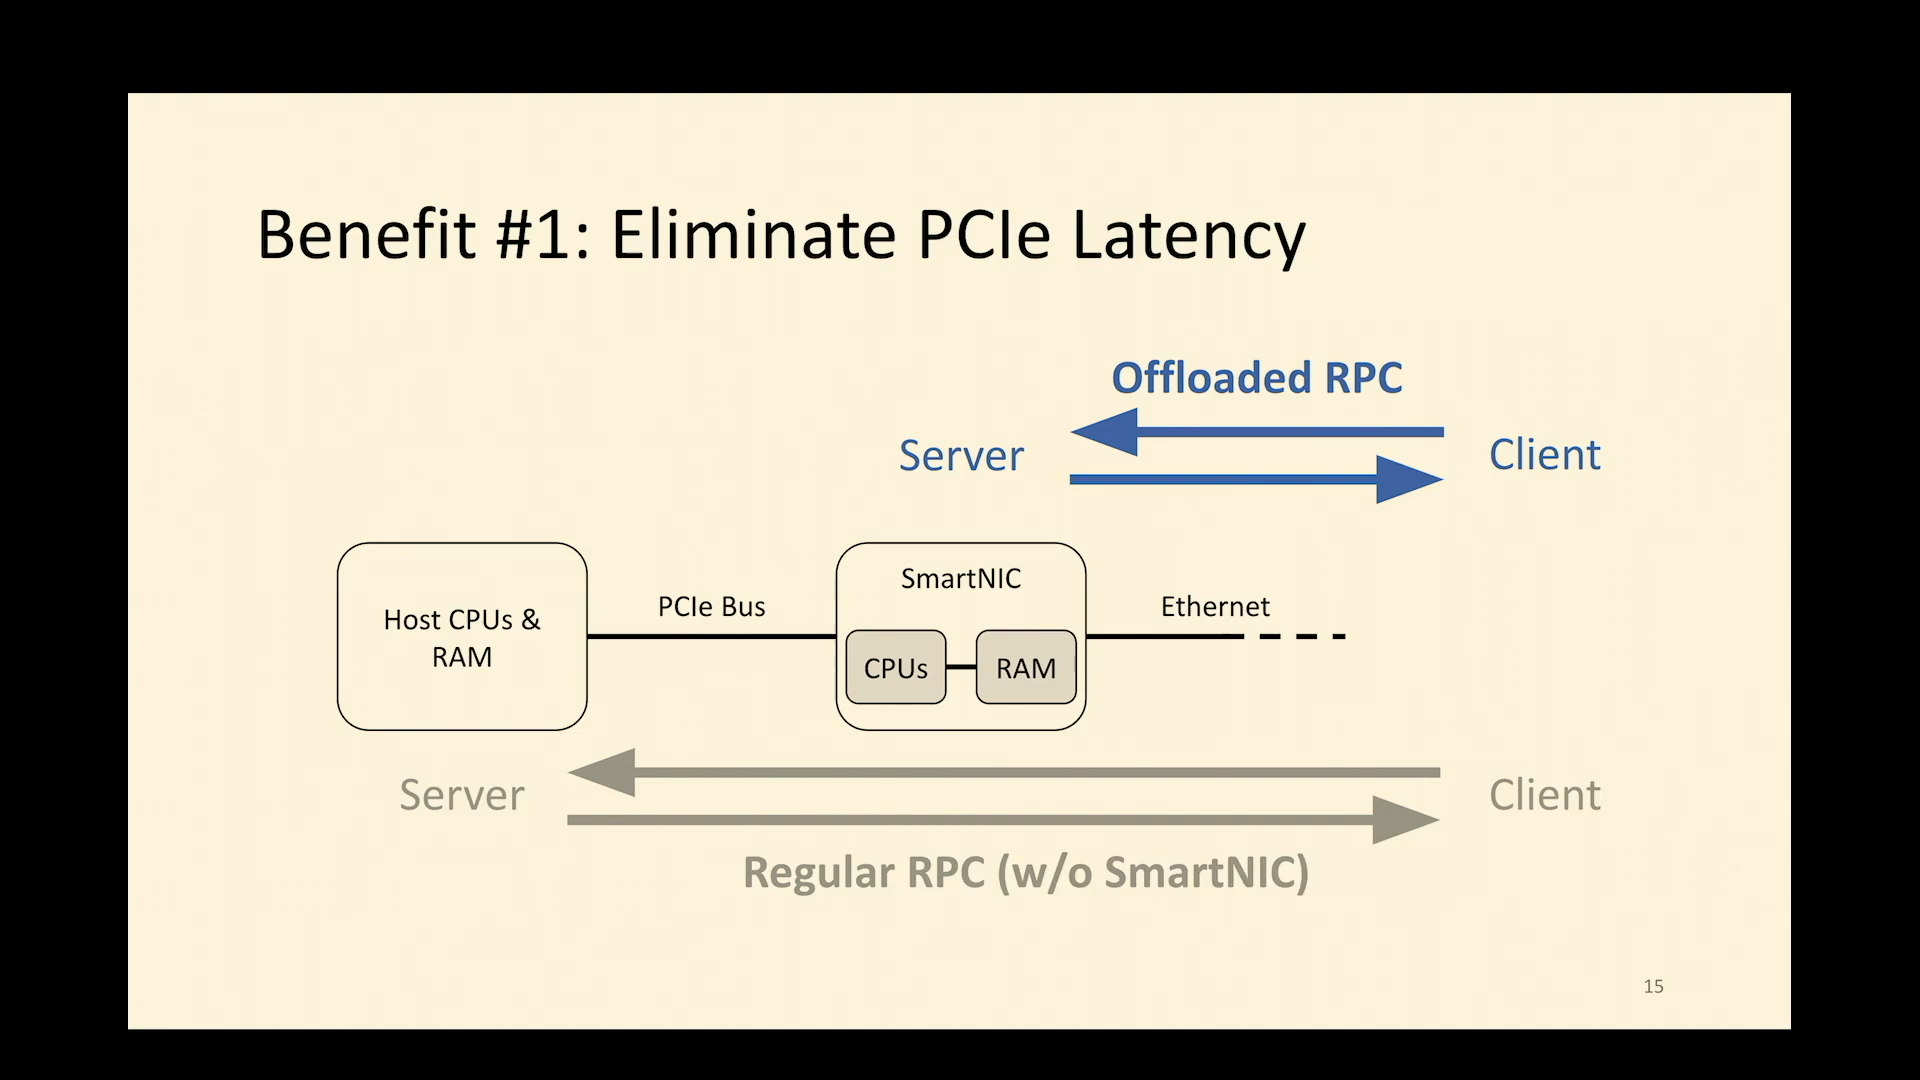 Benefit #1: Eliminate PCIe Latency
Offloaded RPC
Server
Client
SmartNIC
PCIe Bus
Ethernet
Host CPUs &
RAM
CPUs
RAM
Server
Client
Regular RPC (w/o SmartNIC)
15